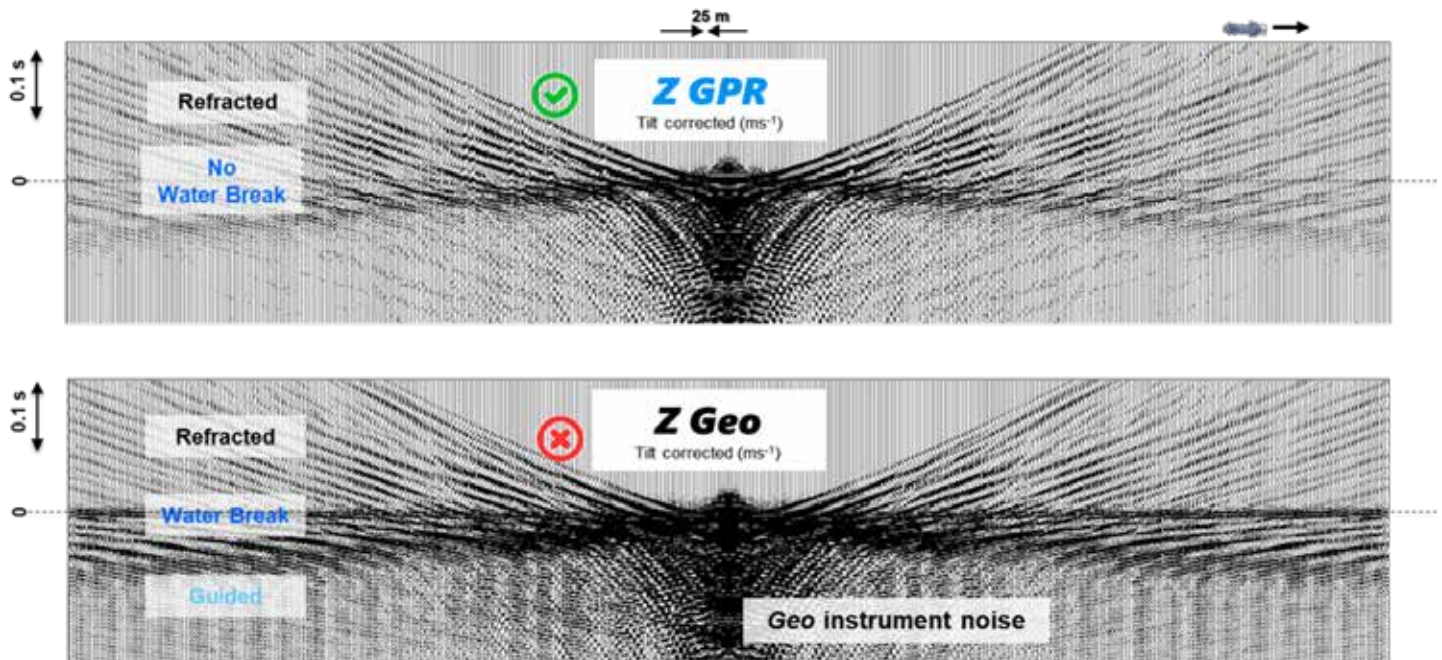 25 m
0.1 s
Refracted
Z GPR
Tilt corrected (ms⁻¹)
No
Water Break
0
0.1 s
Refracted
Z Geo
Tilt corrected (ms⁻¹)
0
Water Break
Guided
Geo instrument noise